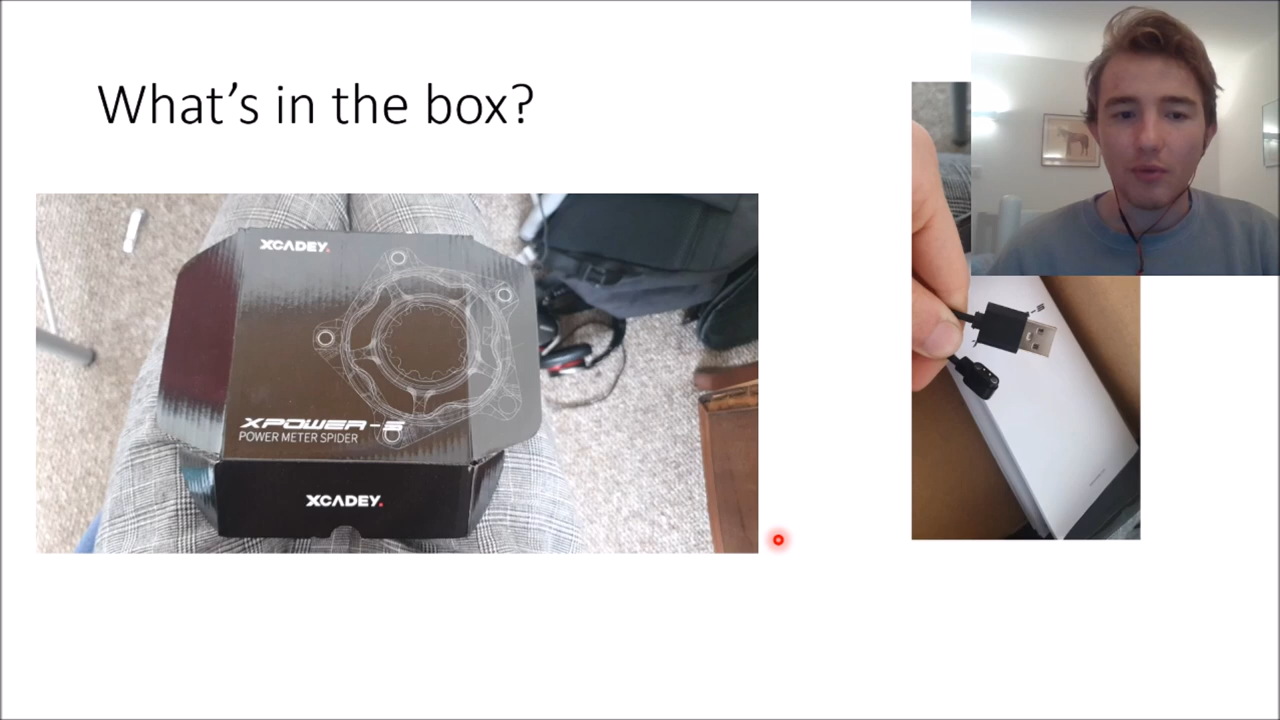 What's in the box?
XCADEY.
XPOWER-S
POWER METER SPIDER
XCADEY.
-S